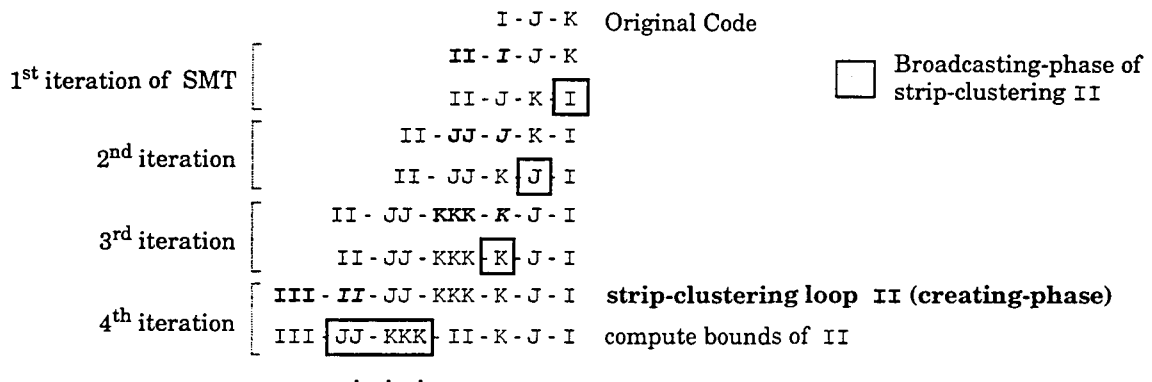 I - J - K Original Code
1st iteration of SMT
II - I - J - K
II - J - K I
Broadcasting-phase of
strip-clustering II
2nd iteration
II - JJ - J - K - I
II - JJ - K J I
3rd iteration
II - JJ - KKK - K - J - I
II - JJ - KKK K J - I
4th iteration
III - II - JJ - KKK - K - J - I strip-clustering loop II (creating-phase)
III JJ - KKK II - K - J - I compute bounds of II
. . .